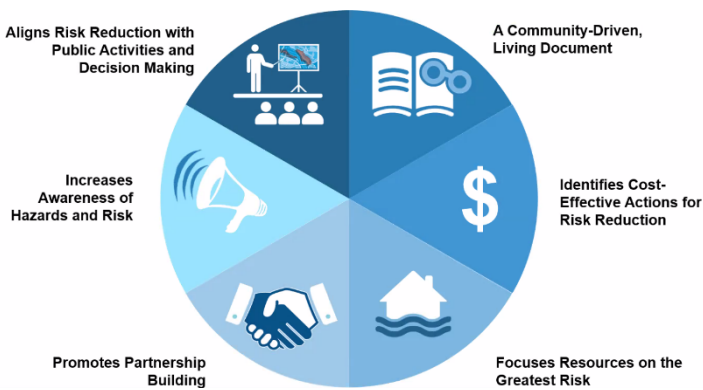 Aligns Risk Reduction with
Public Activities and
Decision Making
A Community-Driven,
Living Document
Increases
Awareness of
Hazards and Risk
$
Identifies Cost-
Effective Actions for
Risk Reduction
Promotes Partnership
Building
Focuses Resources on the
Greatest Risk